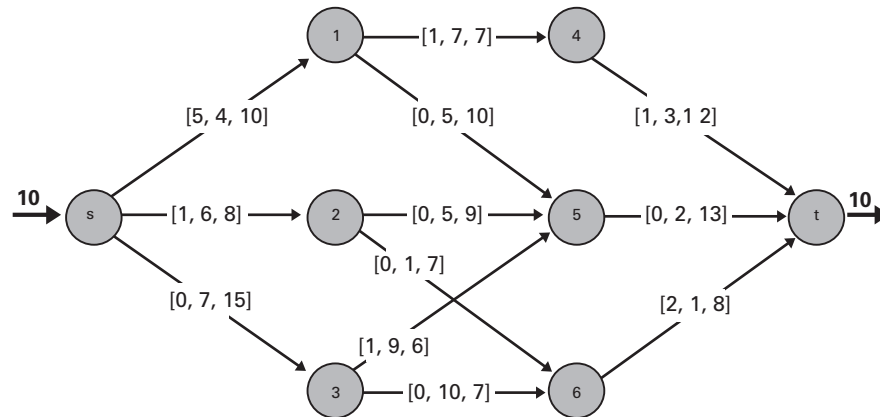 1
[1, 7, 7]
4
[5, 4, 10]
[0, 5, 10]
[1, 3,1 2]
10
s
[1, 6, 8]
2
[0, 5, 9]
5
[0, 2, 13]
t
10
[0, 1, 7]
[0, 7, 15]
[2, 1, 8]
[1, 9, 6]
3
[0, 10, 7]
6